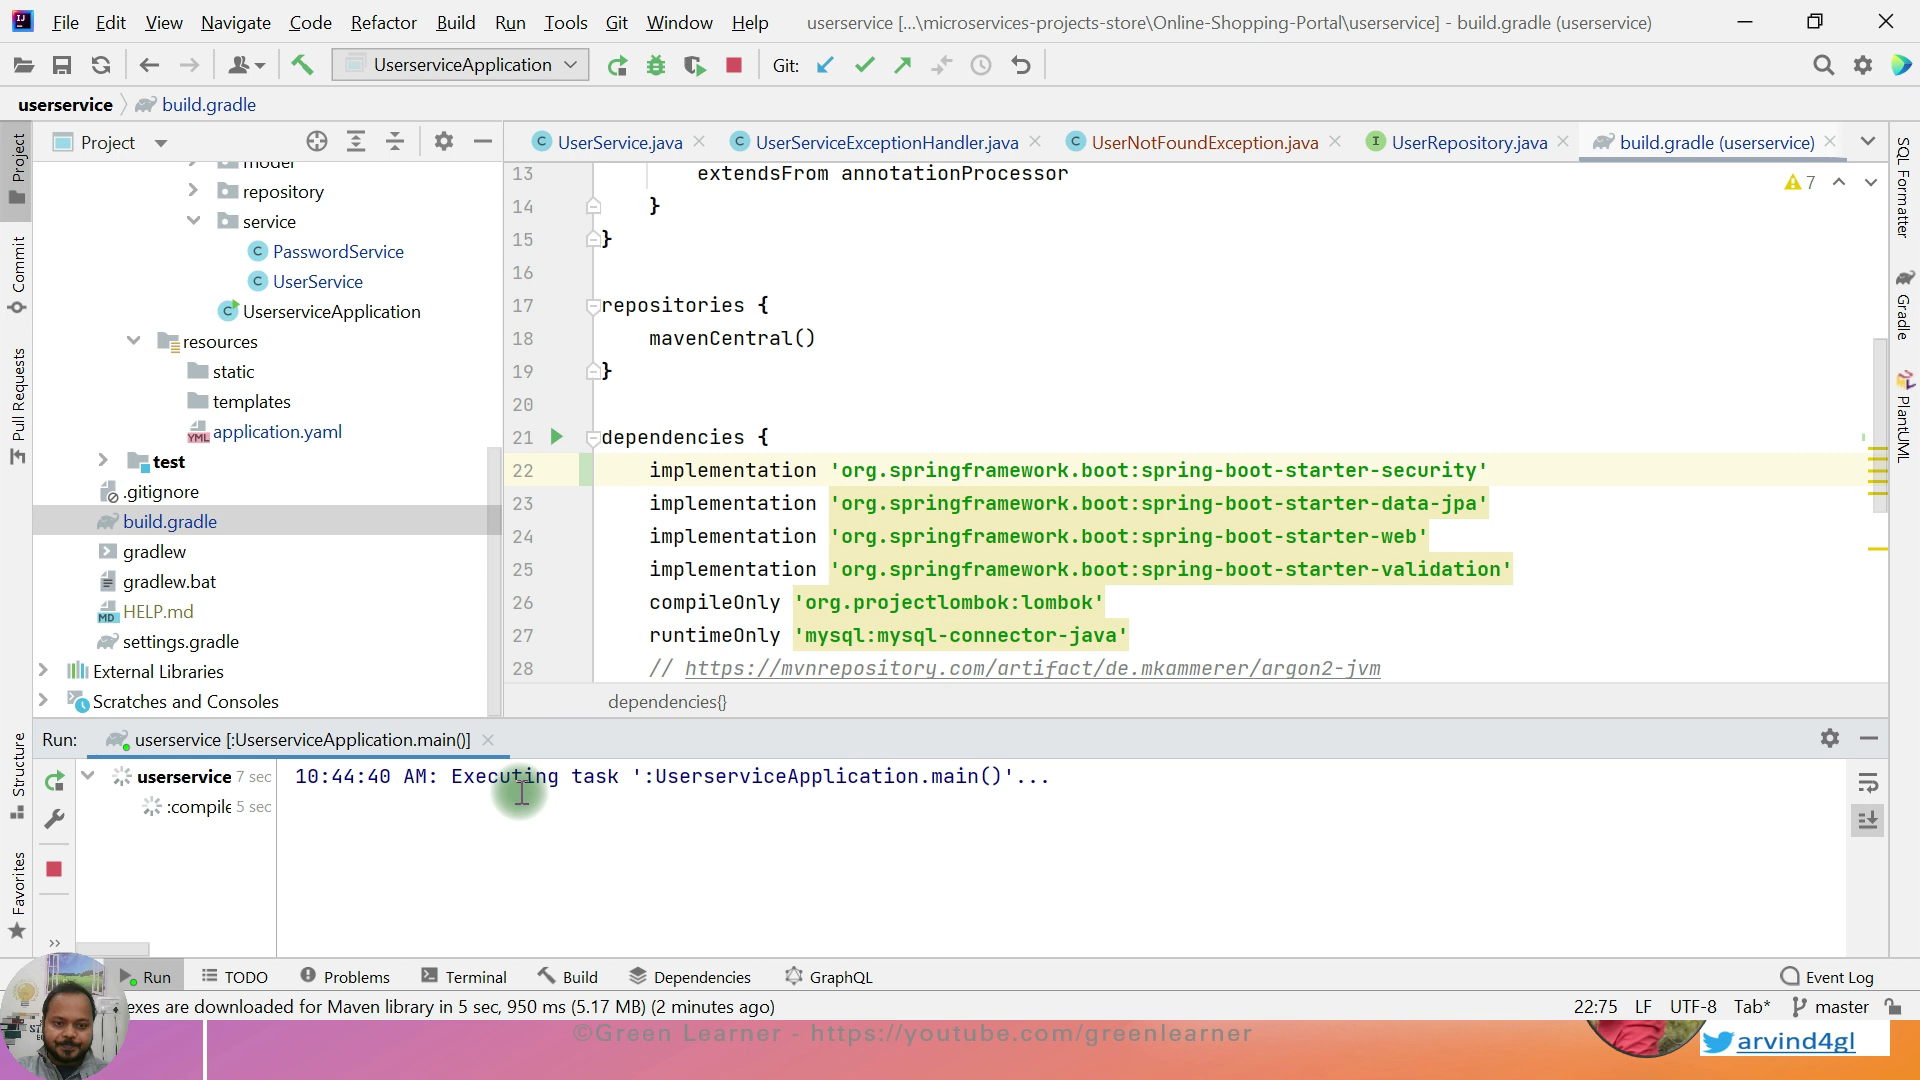 File Edit View Navigate Code Refactor Build Run Tools Git Window Help userservice [...\microservices-projects-store\Online-Shopping-Portal\userservice] - build.gradle (userservice)
UserserviceApplication Git:
userservice build.gradle
Project
UserService.java UserServiceExceptionHandler.java UserNotFoundException.java UserRepository.java build.gradle (userservice)
model
repository
service
PasswordService
UserService
UserserviceApplication
resources
static
templates
application.yaml
test
.gitignore
build.gradle
gradlew
gradlew.bat
HELP.md
settings.gradle
External Libraries
Scratches and Consoles
13 extendsFrom annotationProcessor
14 }
15 }
16
17 repositories {
18 mavenCentral()
19 }
20
21 dependencies {
22 implementation 'org.springframework.boot:spring-boot-starter-security'
23 implementation 'org.springframework.boot:spring-boot-starter-data-jpa'
24 implementation 'org.springframework.boot:spring-boot-starter-web'
25 implementation 'org.springframework.boot:spring-boot-starter-validation'
26 compileOnly 'org.projectlombok:lombok'
27 runtimeOnly 'mysql:mysql-connector-java'
28 // https://mvnrepository.com/artifact/de.mkammerer/argon2-jvm
7
dependencies{}
Project
Commit
Pull Requests
Structure
Favorites
SQL Formatter
Gradle
PlantUML
Run: userservice [:UserserviceApplication.main()]
userservice 7 sec
:compile 5 sec
10:44:40 AM: Executing task ':UserserviceApplication.main()'...
Run TODO Problems Terminal Build Dependencies GraphQL Event Log
exes are downloaded for Maven library in 5 sec, 950 ms (5.17 MB) (2 minutes ago) 22:75 LF UTF-8 Tab* master
©Green Learner - https://youtube.com/greenlearner
arvind4gl